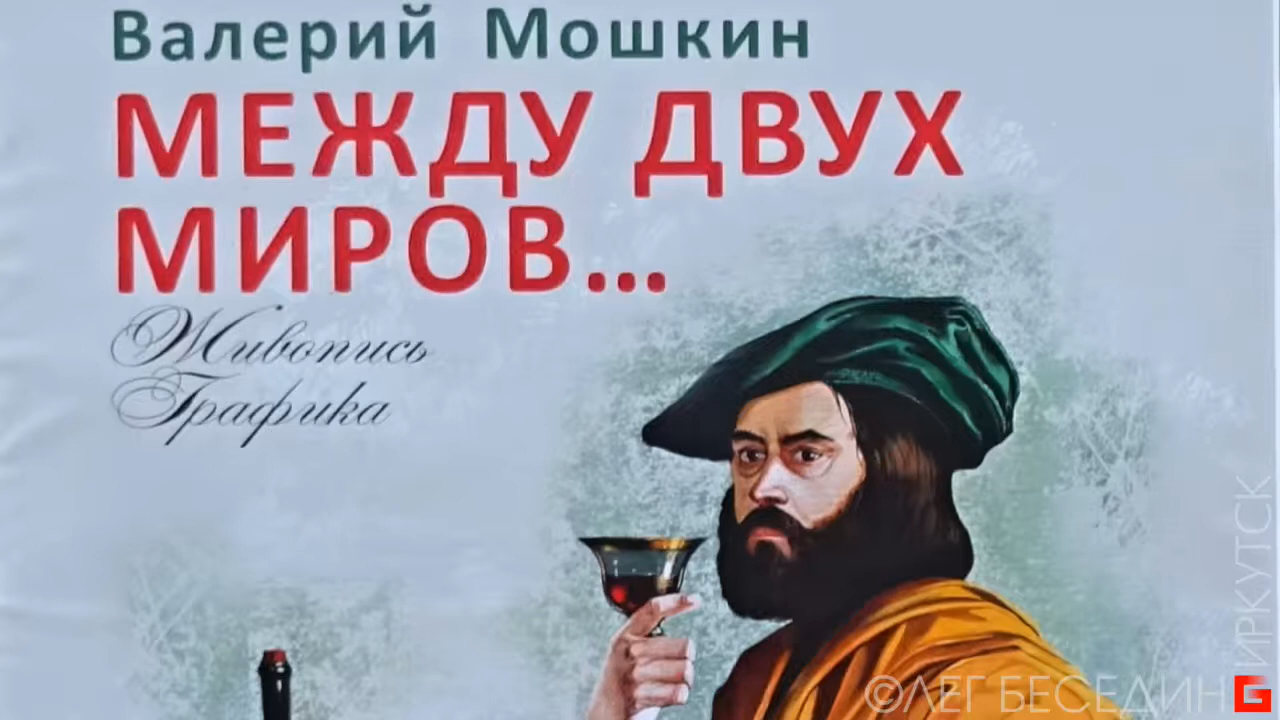 Валерий Мошкин
МЕЖДУ ДВУХ
МИРОВ...
Живопись
Графика
©ЛЕГ БЕСЕДИН
ИРКУТСК